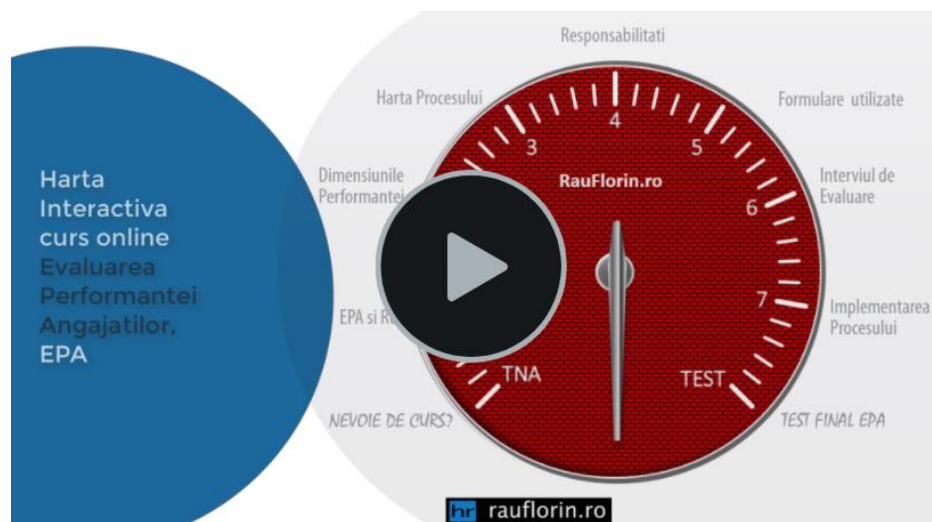 Harta
Interactiva
curs online
Evaluarea
Performantei
Angajatilor,
EPA
Responsabilitati
Harta Procesului
Formulare utilizate
Dimensiunile
Performantei
Interviul de
Evaluare
EPA si
Implementarea
Procesului
NEVOIE DE CURS?
TEST FINAL EPA
3
4
5
6
7
RauFlorin.ro
TNA
TEST
hr rauflorin.ro